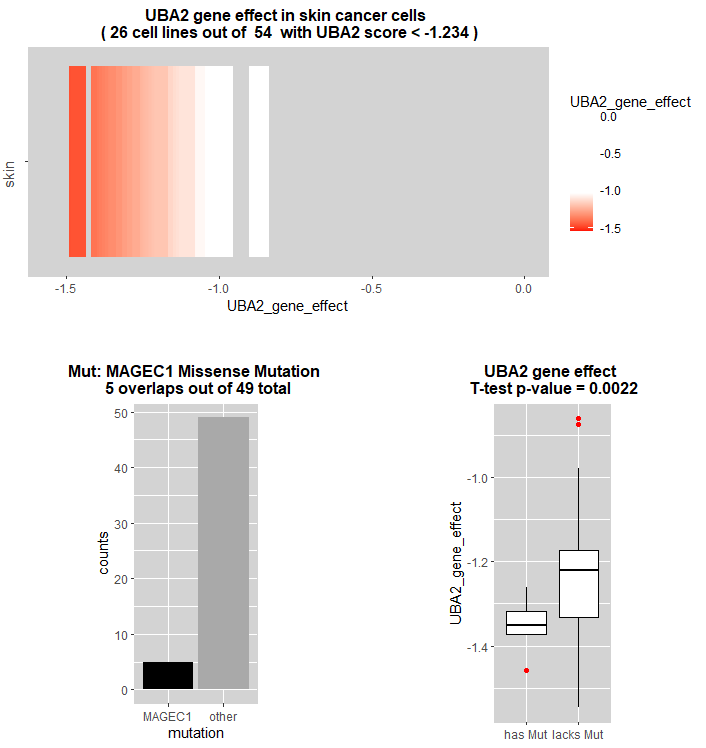 UBA2 gene effect in skin cancer cells
( 26 cell lines out of 54 with UBA2 score < -1.234 )
skin
-1.5 -1.0 -0.5 0.0
UBA2_gene_effect
UBA2_gene_effect
0.0
-0.5
-1.0
-1.5
Mut: MAGEC1 Missense Mutation
5 overlaps out of 49 total
counts
50
40
30
20
10
0
MAGEC1 other
mutation
UBA2 gene effect
T-test p-value = 0.0022
UBA2_gene_effect
-1.0
-1.2
-1.4
has Mut lacks Mut